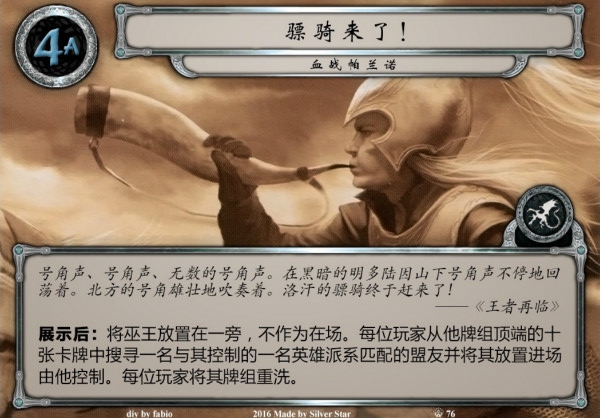 4A
骠骑来了！
血战帕兰诺
号角声、号角声、无数的号角声。在黑暗的明多陆因山下号角声不停地回
荡着。北方的号角雄壮地吹奏着。洛汗的骠骑终于赶来了！
——《王者再临》
展示后：将巫王放置在一旁，不作为在场。每位玩家从他牌组顶端的十
张卡牌中搜寻一名与其控制的一名英雄派系匹配的盟友并将其放置进场
由他控制。每位玩家将其牌组重洗。
diy by fabio 2016 Made by Silver Star 76